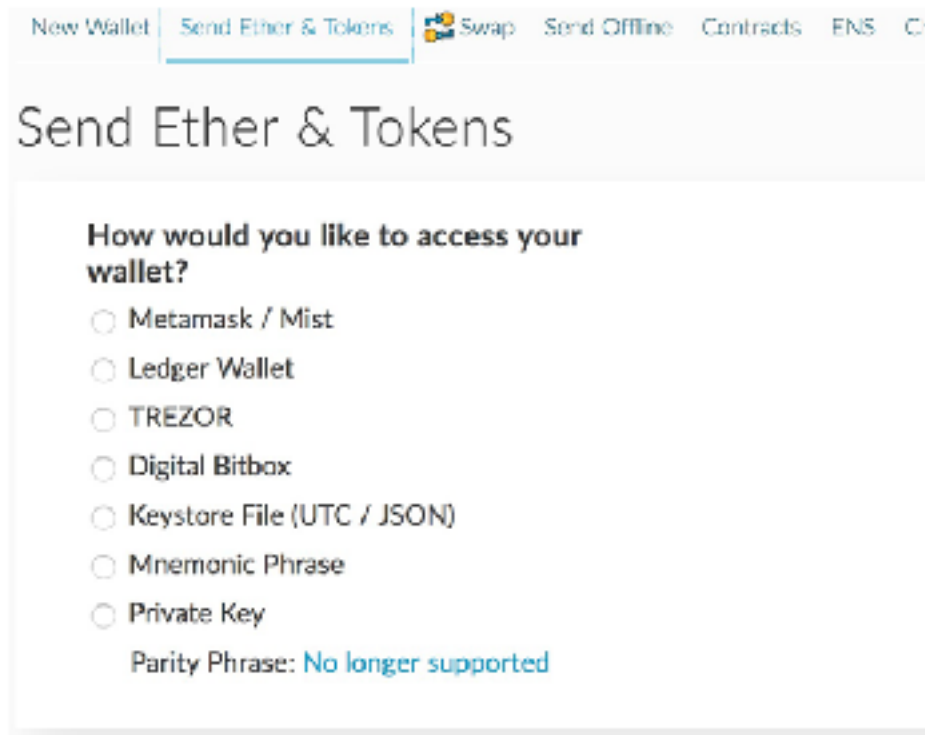 New Wallet Send Ether & Tokens Swap Send Offline Contracts ENS
Send Ether & Tokens
How would you like to access your
wallet?
Metamask / Mist
Ledger Wallet
TREZOR
Digital Bitbox
Keystore File (UTC / JSON)
Mnemonic Phrase
Private Key
Parity Phrase: No longer supported